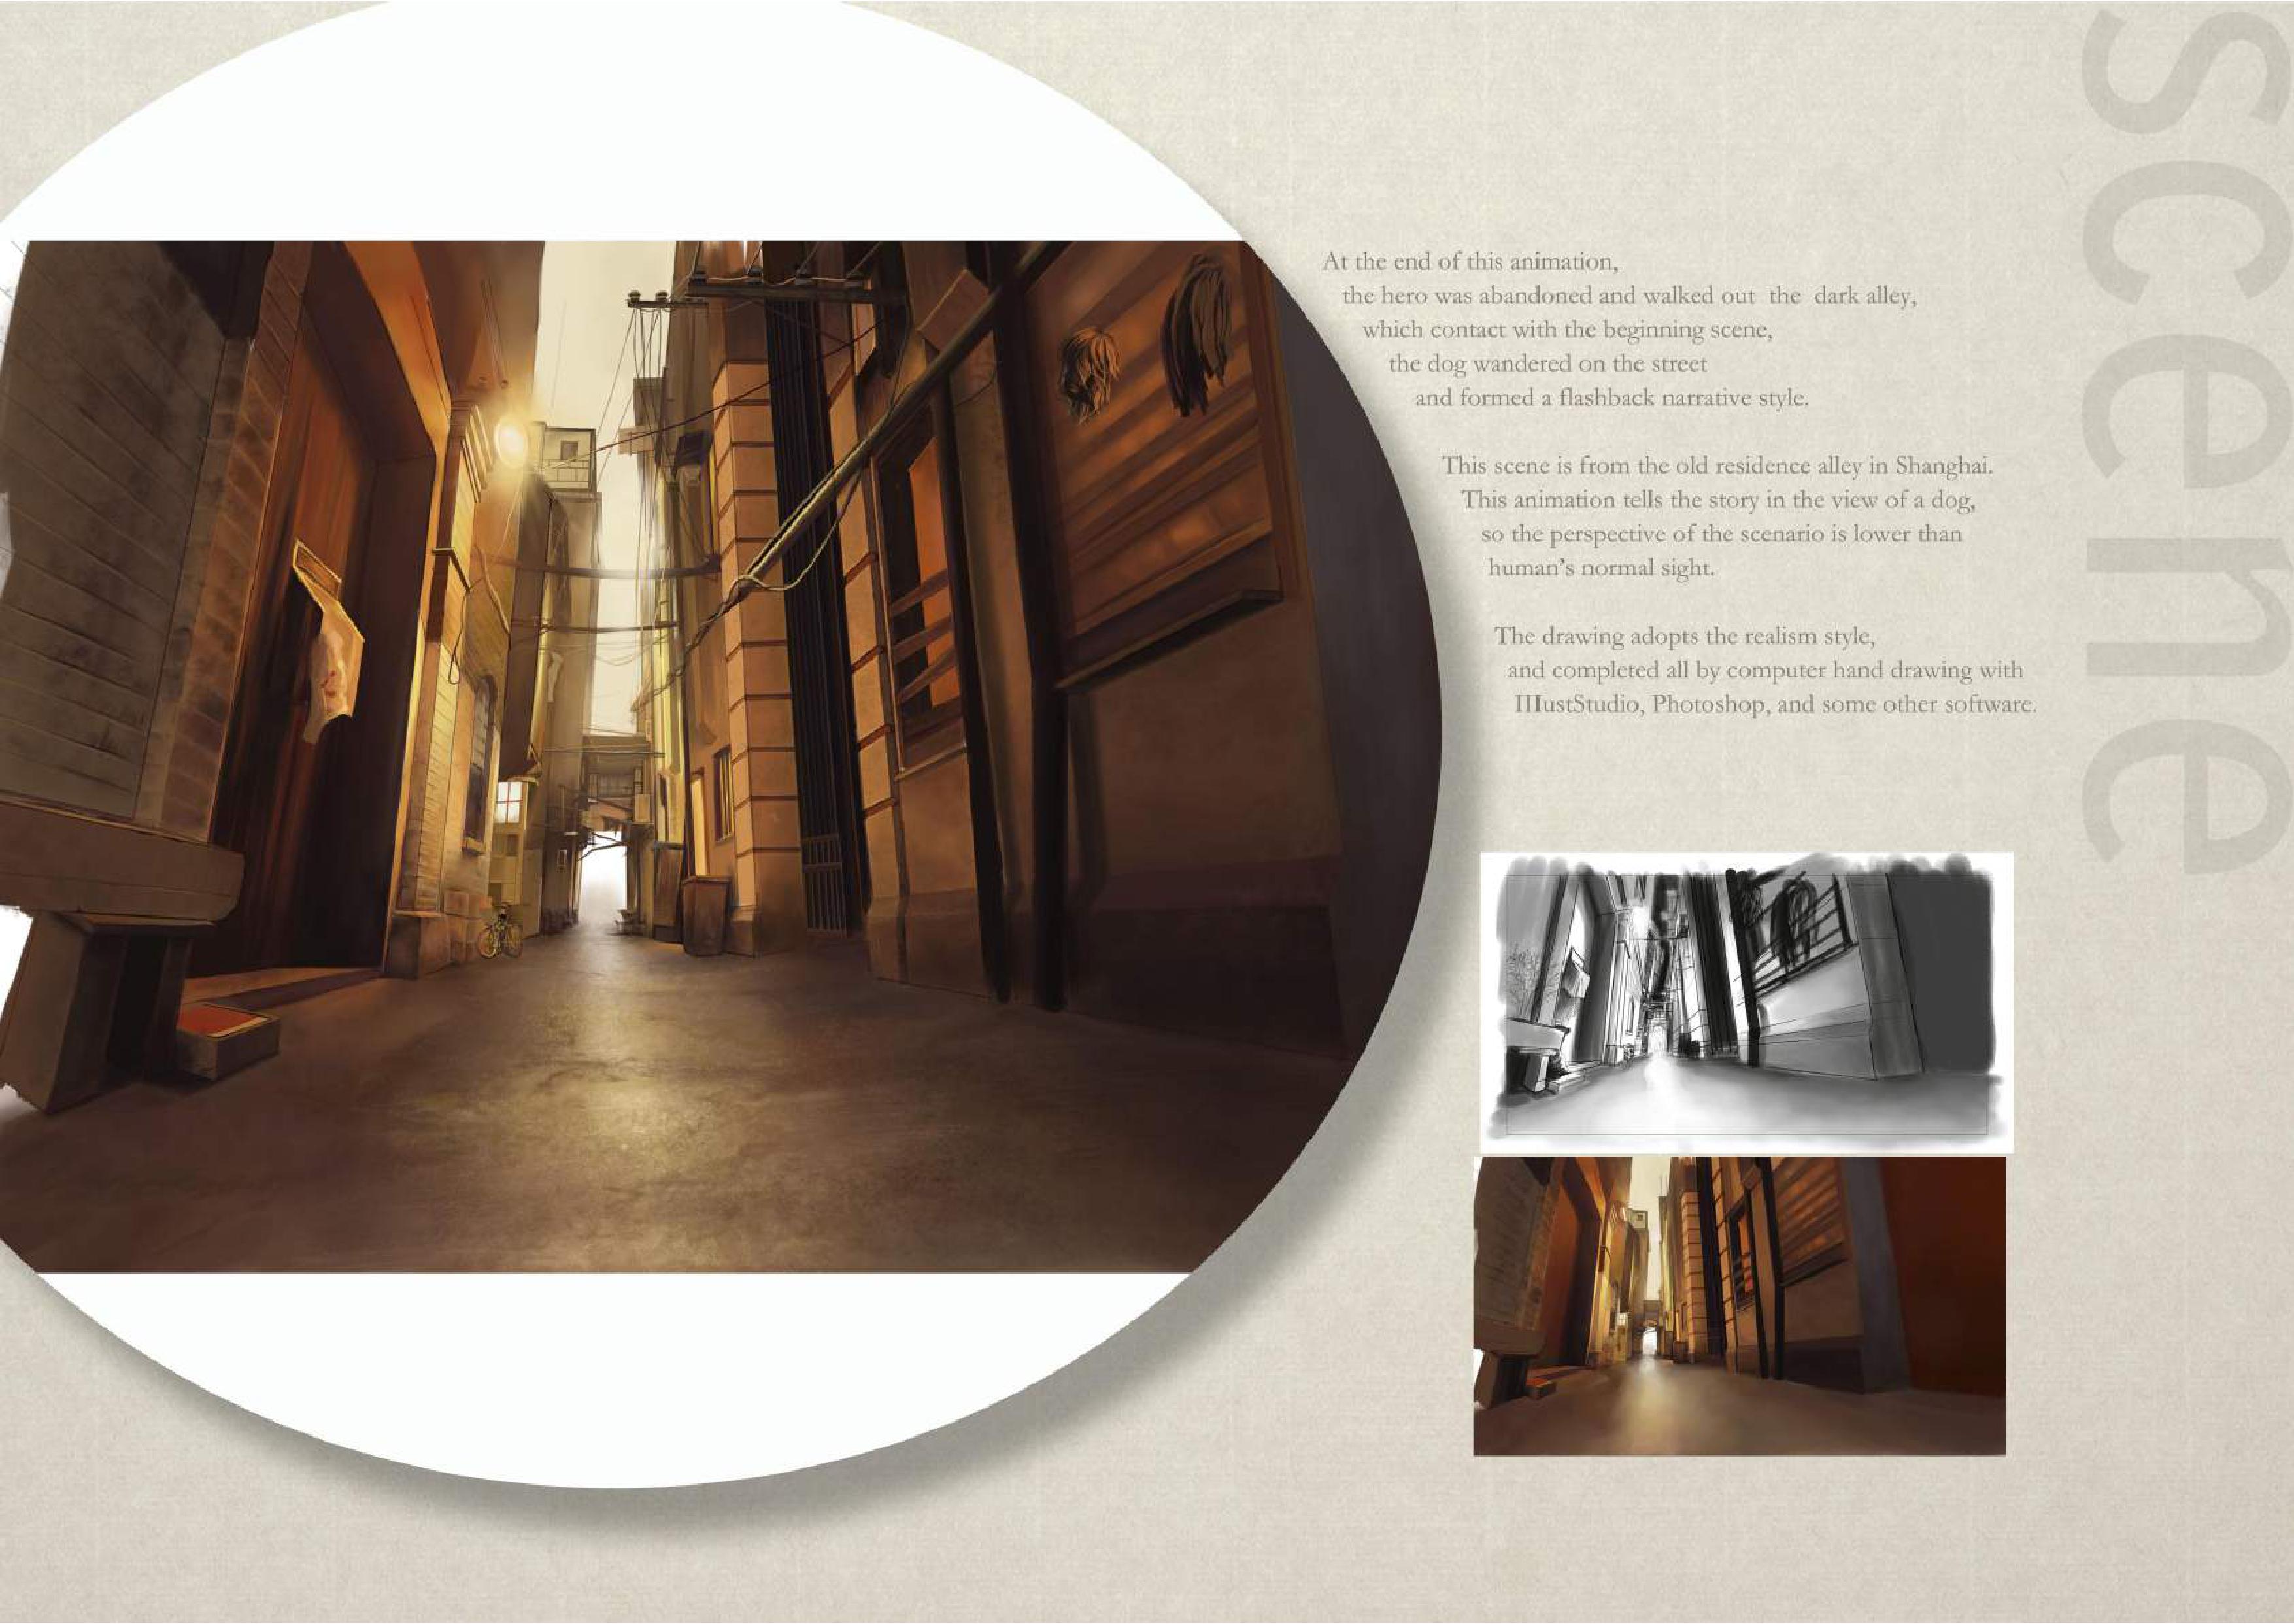 scene
At the end of this animation,
the hero was abandoned and walked out the dark alley,
which contact with the beginning scene,
the dog wandered on the street
and formed a flashback narrative style.
This scene is from the old residence alley in Shanghai.
This animation tells the story in the view of a dog,
so the perspective of the scenario is lower than
human's normal sight.
The drawing adopts the realism style,
and completed all by computer hand drawing with
IIIustStudio, Photoshop, and some other software.